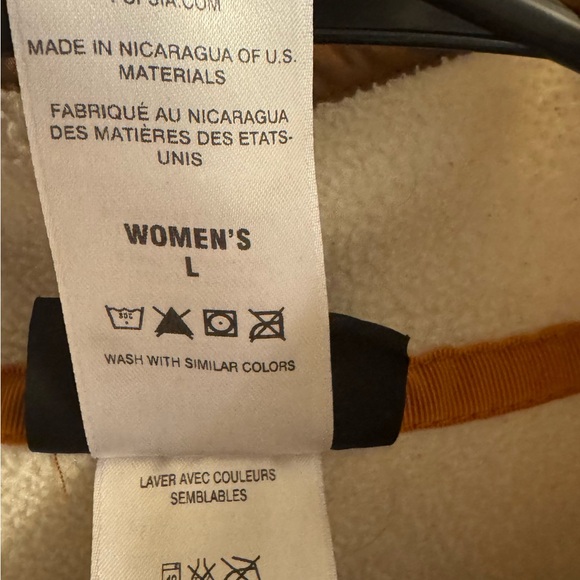 MADE IN NICARAGUA OF U.S.
MATERIALS
FABRIQUÉ AU NICARAGUA
DES MATIÈRES DES ETATS-
UNIS
WOMEN'S
L
WASH WITH SIMILAR COLORS
LAVER AVEC COULEURS
SEMBLABLES